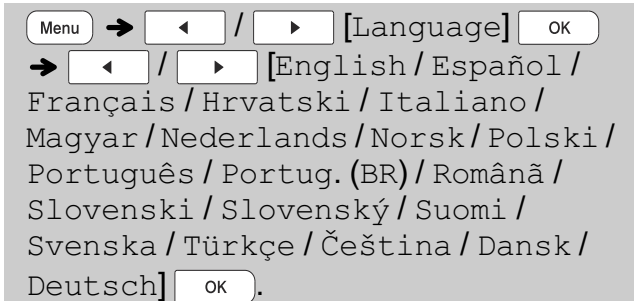 Menu ➔ ◂ / ▸ [Language] OK
➔ ◂ / ▸ [English / Español /
Français / Hrvatski / Italiano /
Magyar / Nederlands / Norsk / Polski /
Português / Portug. (BR) / Românã /
Slovenski / Slovenský / Suomi /
Svenska / Türkçe / Čeština / Dansk /
Deutsch] OK .